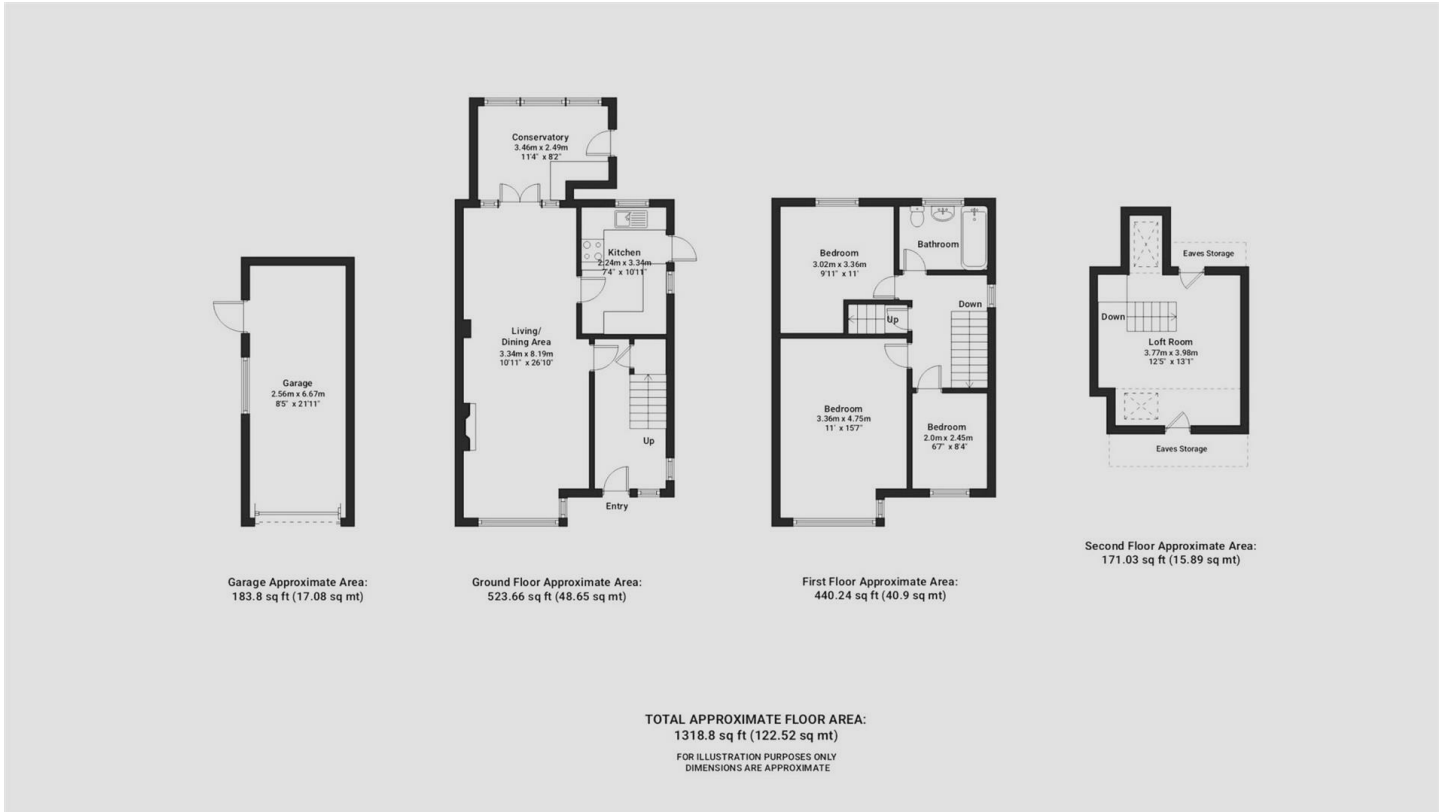 Conservatory
3.46m x 2.49m
11'4" x 8'2"
Kitchen
2.24m x 3.34m
7'4" x 10'11"
Living/
Dining Area
3.34m x 8.19m
10'11" x 26'10"
Up
Entry
Garage
2.56m x 6.67m
8'5" x 21'11"
Bedroom
3.02m x 3.36m
9'11" x 11'
Bathroom
Down
Up
Bedroom
3.36m x 4.75m
11' x 15'7"
Bedroom
2.0m x 2.45m
6'7" x 8'4"
Eaves Storage
Down
Loft Room
3.77m x 3.98m
12'5" x 13'1"
Eaves Storage
Garage Approximate Area:
183.8 sq ft (17.08 sq mt)
Ground Floor Approximate Area:
523.66 sq ft (48.65 sq mt)
First Floor Approximate Area:
440.24 sq ft (40.9 sq mt)
Second Floor Approximate Area:
171.03 sq ft (15.89 sq mt)
TOTAL APPROXIMATE FLOOR AREA:
1318.8 sq ft (122.52 sq mt)
FOR ILLUSTRATION PURPOSES ONLY
DIMENSIONS ARE APPROXIMATE